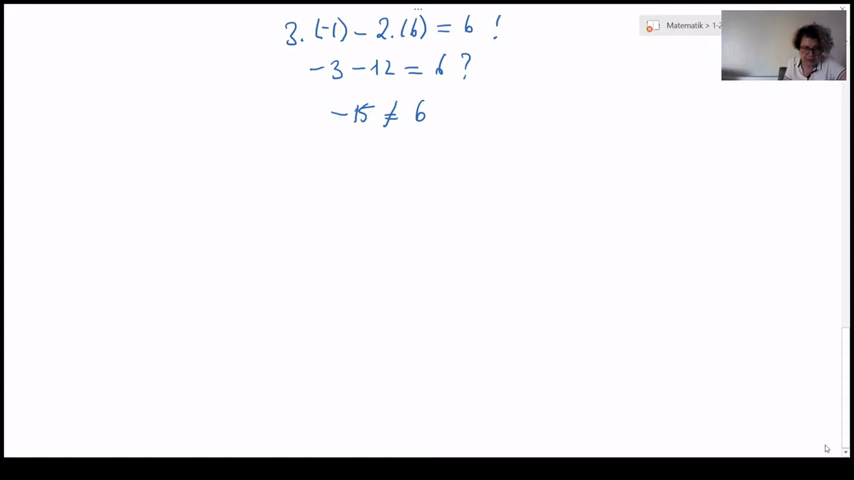 3. (-1) - 2. (6) = 6 !
Matematik > 1-2
-3 - 12 = 6 ?
-15 ≠ 6